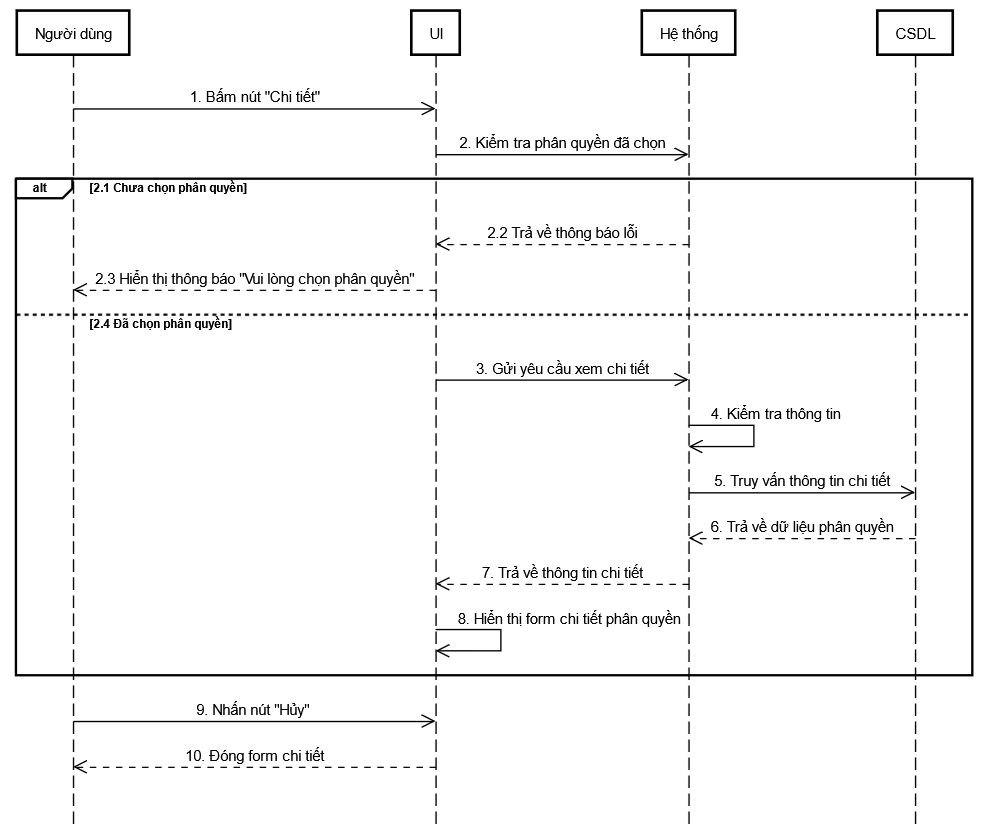 Người dùng
UI
Hệ thống
CSDL
1. Bấm nút "Chi tiết"
2. Kiểm tra phân quyền đã chọn
alt
[2.1 Chưa chọn phân quyền]
2.2 Trả về thông báo lỗi
2.3 Hiển thị thông báo "Vui lòng chọn phân quyền"
[2.4 Đã chọn phân quyền]
3. Gửi yêu cầu xem chi tiết
4. Kiểm tra thông tin
5. Truy vấn thông tin chi tiết
6. Trả về dữ liệu phân quyền
7. Trả về thông tin chi tiết
8. Hiển thị form chi tiết phân quyền
9. Nhấn nút "Hủy"
10. Đóng form chi tiết